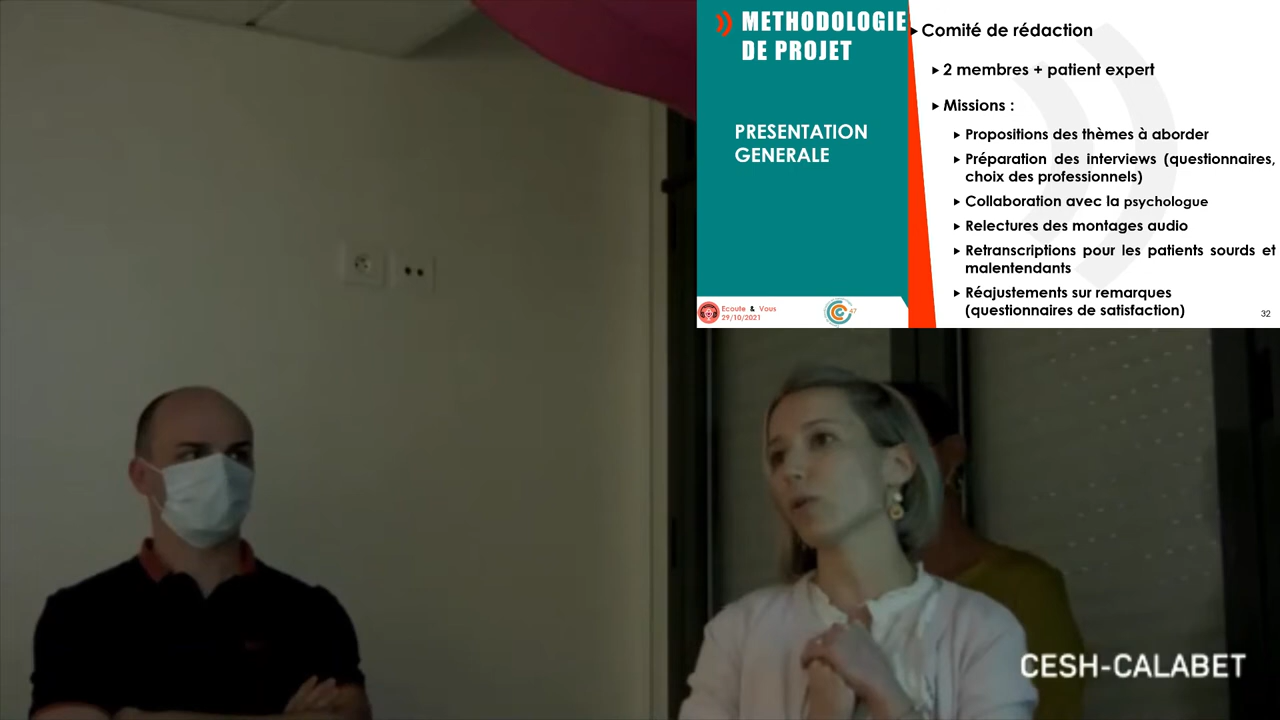 METHODOLOGIE
DE PROJET
PRESENTATION
GENERALE
Ecoute & Vous
29/10/2021
47
Comité de rédaction
2 membres + patient expert
Missions :
Propositions des thèmes à aborder
Préparation des interviews (questionnaires,
choix des professionnels)
Collaboration avec la psychologue
Relectures des montages audio
Retranscriptions pour les patients sourds et
malentendants
Réajustements sur remarques
(questionnaires de satisfaction)
32
CESH-CALABET